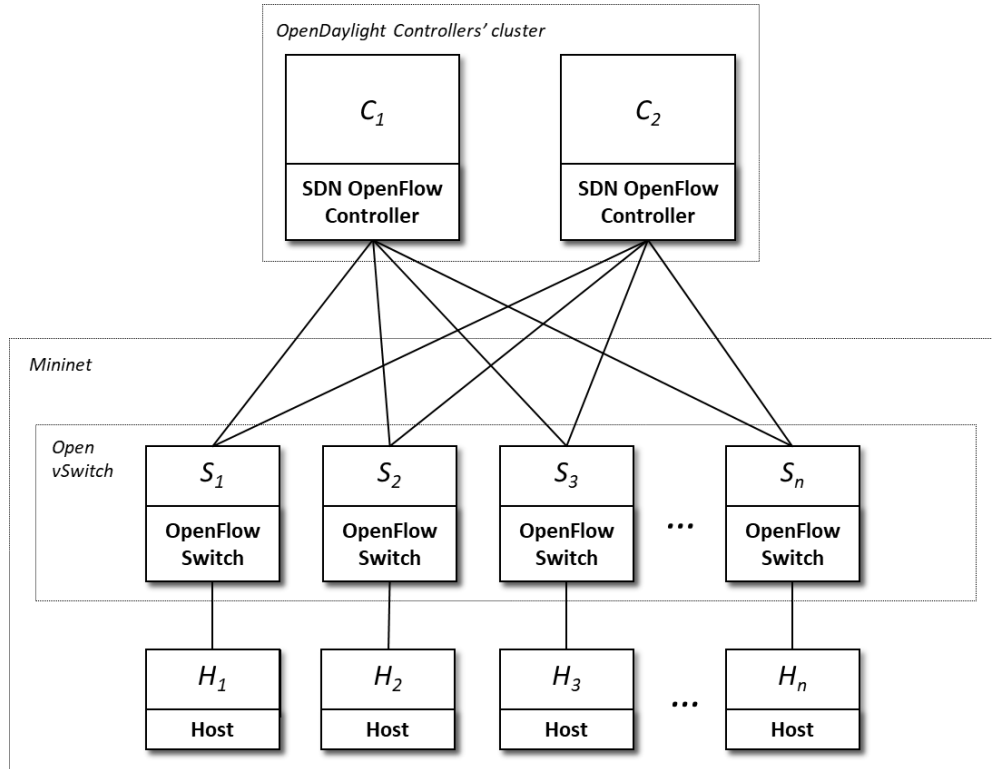 OpenDaylight Controllers’ cluster
C₁
C₂
SDN OpenFlow
Controller
SDN OpenFlow
Controller
Mininet
Open
vSwitch
S₁
S₂
S₃
Sₙ
OpenFlow
Switch
OpenFlow
Switch
OpenFlow
Switch
...
OpenFlow
Switch
H₁
H₂
H₃
Hₙ
...
Host
Host
Host
Host